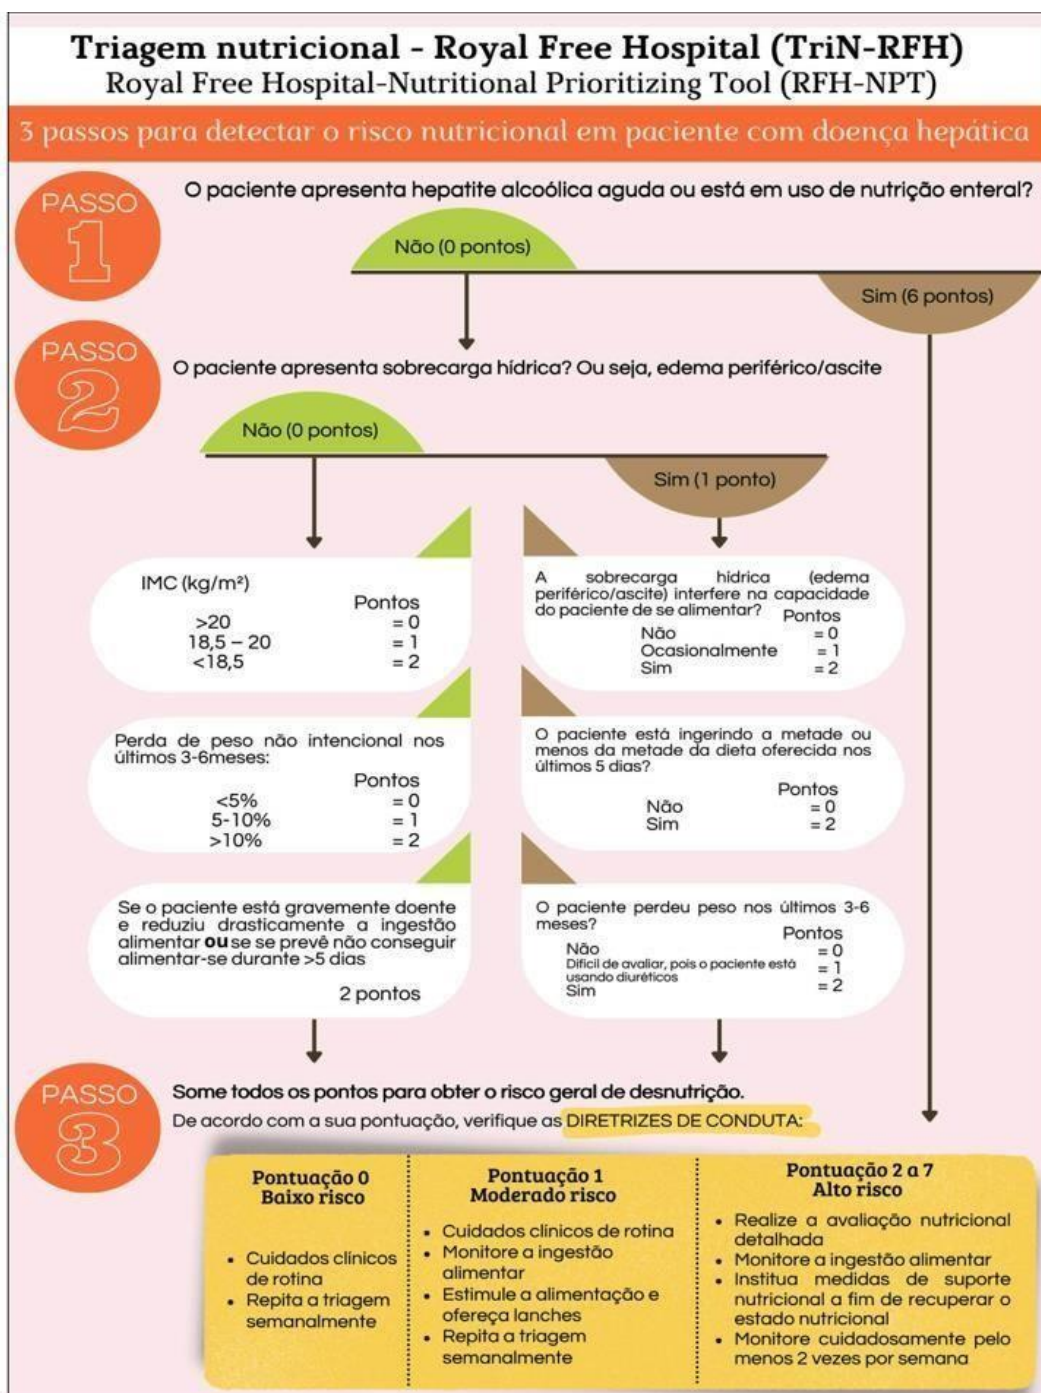 Triagem nutricional - Royal Free Hospital (TriN-RFH)
Royal Free Hospital-Nutritional Prioritizing Tool (RFH-NPT)
3 passos para detectar o risco nutricional em paciente com doença hepática
PASSO
1
O paciente apresenta hepatite alcoólica aguda ou está em uso de nutrição enteral?
Não (0 pontos)
Sim (6 pontos)
PASSO
2
O paciente apresenta sobrecarga hídrica? Ou seja, edema periférico/ascite
Não (0 pontos)
Sim (1 ponto)
IMC (kg/m²)
Pontos
>20 = 0
18,5 – 20 = 1
<18,5 = 2
Perda de peso não intencional nos
últimos 3-6meses:
Pontos
<5% = 0
5-10% = 1
>10% = 2
Se o paciente está gravemente doente
e reduziu drasticamente a ingestão
alimentar ou se se prevê não conseguir
alimentar-se durante >5 dias
2 pontos
A sobrecarga hídrica (edema
periférico/ascite) interfere na capacidade
do paciente de se alimentar?
Pontos
Não = 0
Ocasionalmente = 1
Sim = 2
O paciente está ingerindo a metade ou
menos da metade da dieta oferecida nos
últimos 5 dias?
Pontos
Não = 0
Sim = 2
O paciente perdeu peso nos últimos 3-6
meses?
Pontos
Não = 0
Difícil de avaliar, pois o paciente está
usando diuréticos = 1
Sim = 2
PASSO
3
Some todos os pontos para obter o risco geral de desnutrição.
De acordo com a sua pontuação, verifique as DIRETRIZES DE CONDUTA:
Pontuação 0
Baixo risco
• Cuidados clínicos
de rotina
• Repita a triagem
semanalmente
Pontuação 1
Moderado risco
• Cuidados clínicos de rotina
• Monitore a ingestão
alimentar
• Estimule a alimentação e
ofereça lanches
• Repita a triagem
semanalmente
Pontuação 2 a 7
Alto risco
• Realize a avaliação nutricional
detalhada
• Monitore a ingestão alimentar
• Institua medidas de suporte
nutricional a fim de recuperar o
estado nutricional
• Monitore cuidadosamente pelo
menos 2 vezes por semana